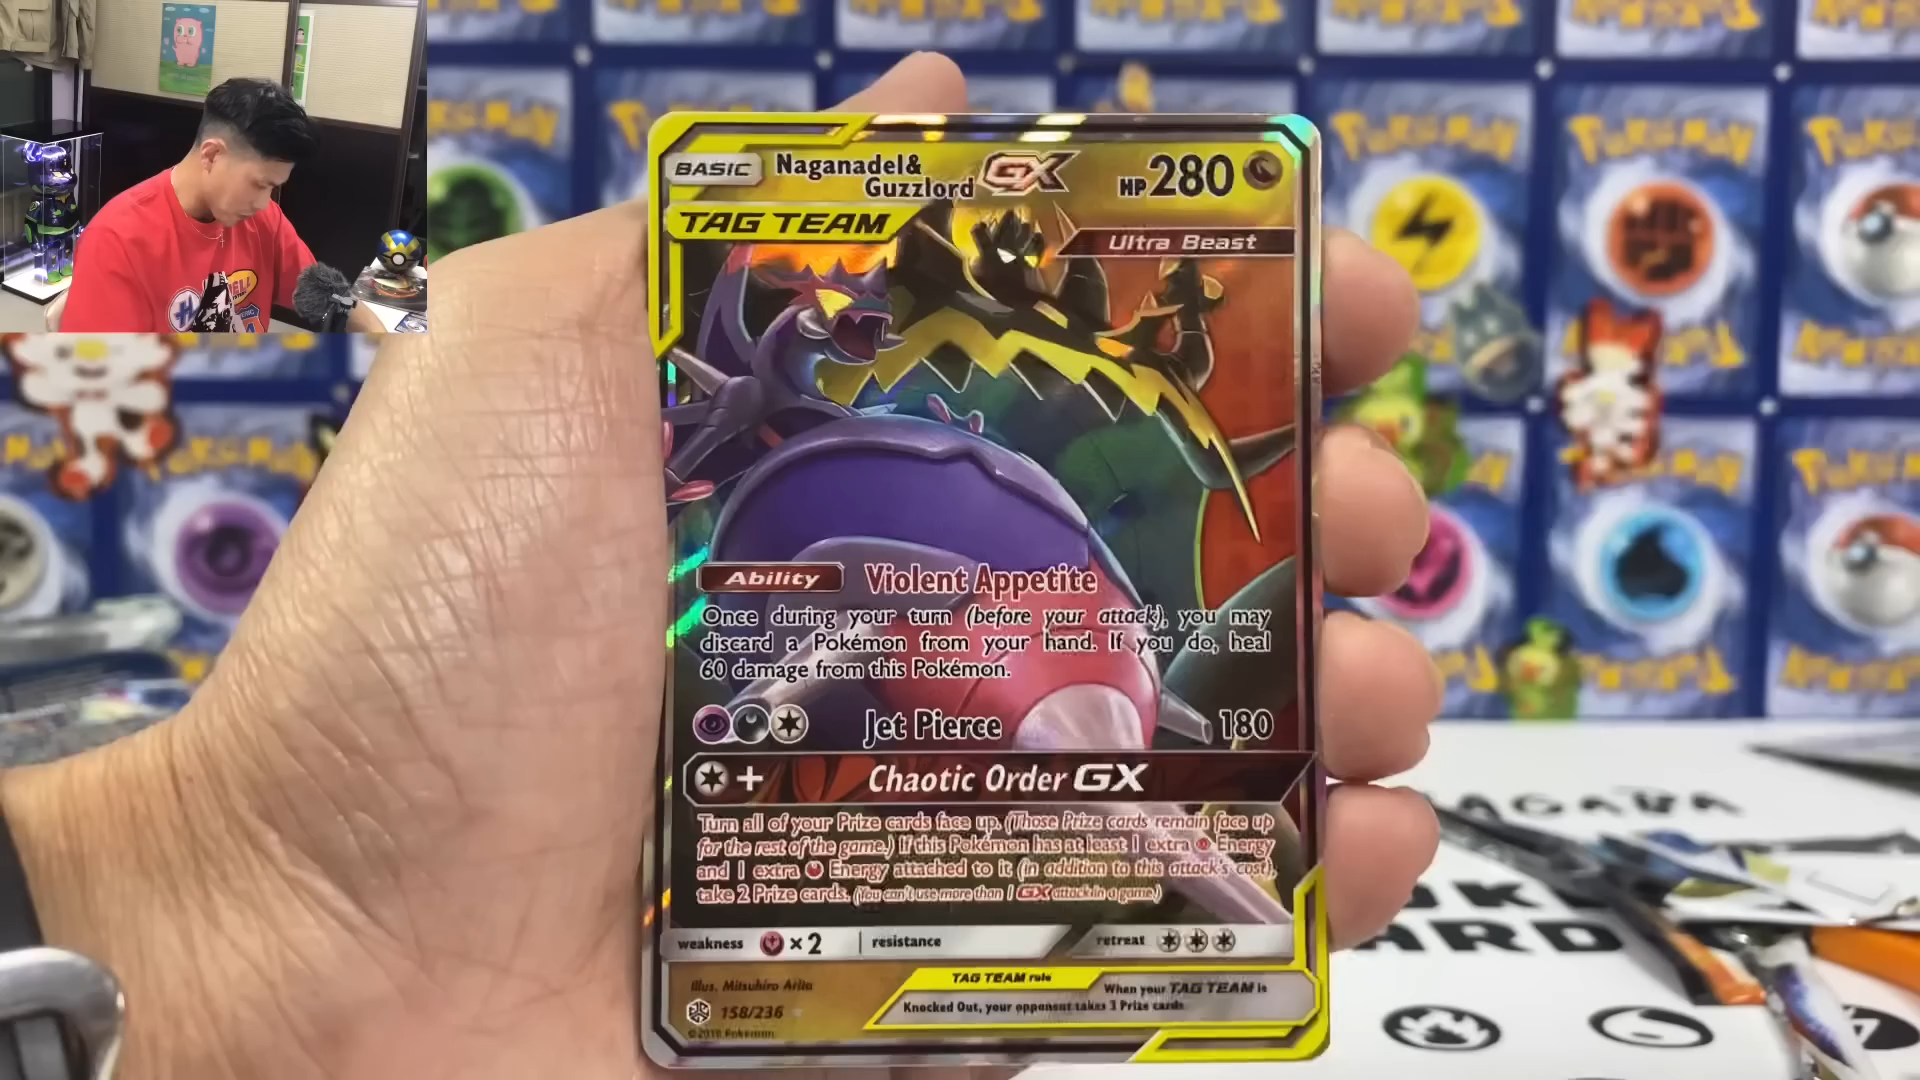 BASIC
Naganadel&
Guzzlord GX
HP 280
TAG TEAM
Ultra Beast
Ability Violent Appetite
Once during your turn (before your attack), you may
discard a Pokémon from your hand. If you do, heal
60 damage from this Pokémon.
Jet Pierce 180
+ Chaotic Order GX
Turn all of your Prize cards face up. (Those Prize cards remain face up
for the rest of the game.) If this Pokémon has at least 1 extra Energy
and 1 extra Energy attached to it (in addition to this attack's cost),
take 2 Prize cards. (You can't use more than 1 GX attack in a game.)
weakness ×2 resistance retreat
Illus. Mitsuhiro Arita
158/236
©2019 Pokémon
TAG TEAM rule
When your TAG TEAM is
Knocked Out, your opponent takes 3 Prize cards.